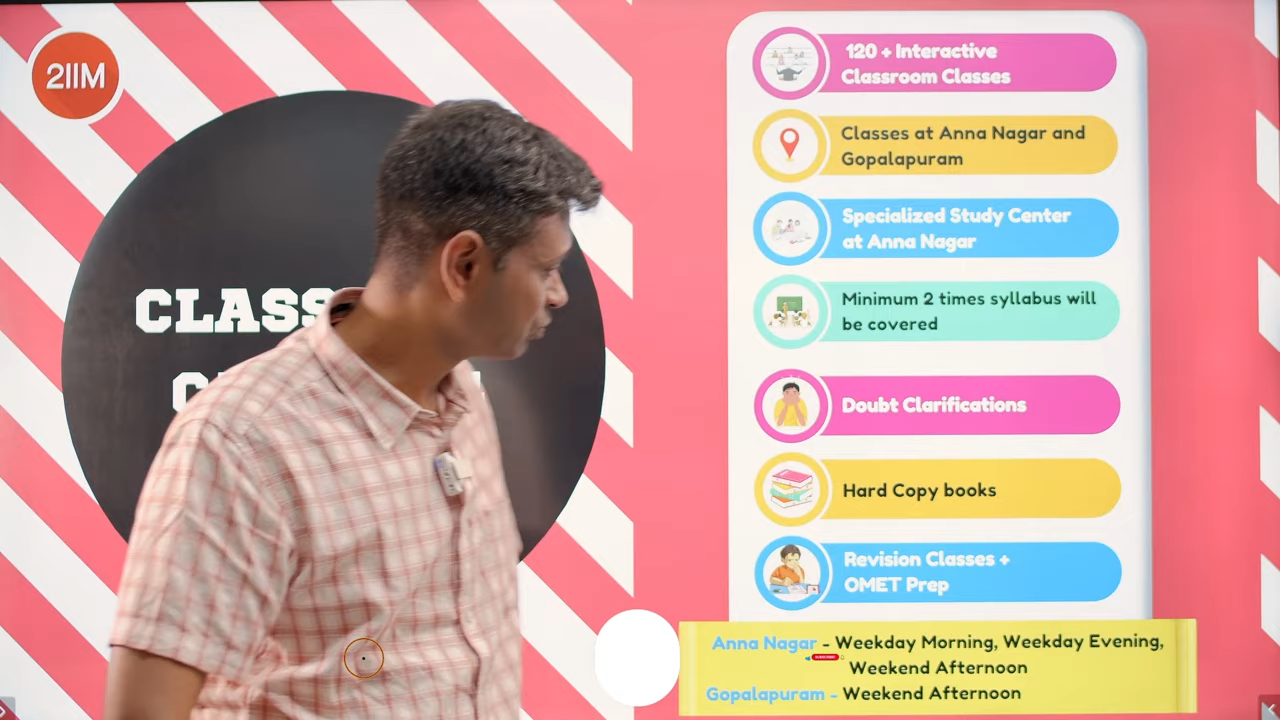 2IIM
CLASS
120 + Interactive
Classroom Classes
Classes at Anna Nagar and
Gopalapuram
Specialized Study Center
at Anna Nagar
Minimum 2 times syllabus will
be covered
Doubt Clarifications
Hard Copy books
Revision Classes +
OMET Prep
Anna Nagar - Weekday Morning, Weekday Evening,
Weekend Afternoon
Gopalapuram - Weekend Afternoon